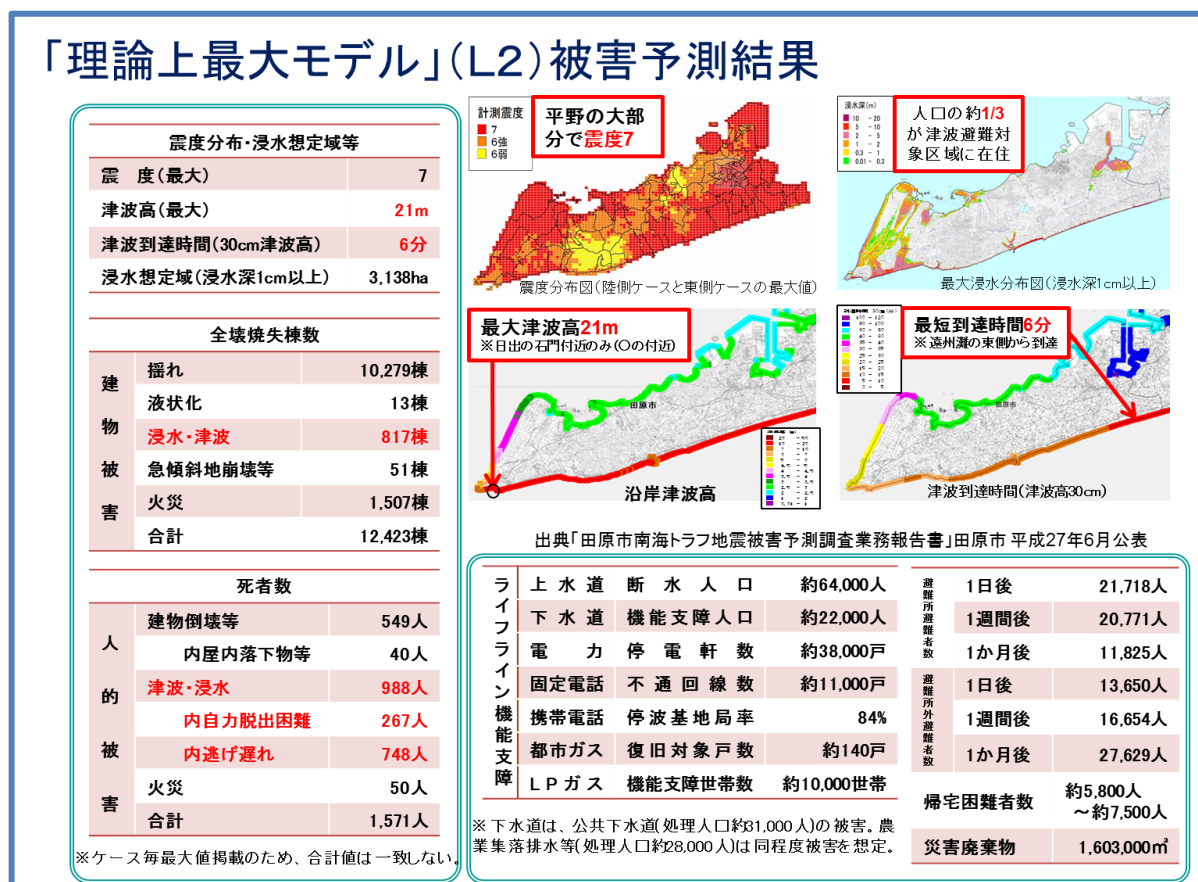 「理論上最大モデル」(L2)被害予測結果
震度分布・浸水想定域等
震 度(最大) 7
津波高(最大) 21m
津波到達時間(30cm津波高) 6分
浸水想定域(浸水深1cm以上) 3,138ha
全壊焼失棟数
建物被害
揺れ 10,279棟
液状化 13棟
浸水・津波 817棟
急傾斜地崩壊等 51棟
火災 1,507棟
合計 12,423棟
死者数
人的被害
建物倒壊等 549人
内屋内落下物等 40人
津波・浸水 988人
内自力脱出困難 267人
内逃げ遅れ 748人
火災 50人
合計 1,571人
※ケース毎最大値掲載のため、合計値は一致しない。
計測震度
7
6強
6弱
平野の大部
分で震度7
震度分布図(陸側ケースと東側ケースの最大値)
浸水深(m)
10 - 20
5 - 10
2 - 5
1 - 2
0.3 - 1
0.01 - 0.3
人口の約1/3
が津波避難対
象区域に在住
最大浸水分布図(浸水深1cm以上)
最大津波高21m
※日出の石門付近のみ(○の付近)
田原市
沿岸津波高
最短到達時間6分
※遠州灘の東側から到達
田原市
津波到達時間(津波高30cm)
出典「田原市南海トラフ地震被害予測調査業務報告書」田原市 平成27年6月公表
ライフライン機能支障
上水道 断水人口 約64,000人
下水道 機能支障人口 約22,000人
電力 停電軒数 約38,000戸
固定電話 不通回線数 約11,000戸
携帯電話 停波基地局率 84%
都市ガス 復旧対象戸数 約140戸
LPガス 機能支障世帯数 約10,000世帯
※下水道は、公共下水道(処理人口約31,000人)の被害。農
業集落排水等(処理人口約28,000人)は同程度被害を想定。
避難所避難者数
1日後 21,718人
1週間後 20,771人
1か月後 11,825人
避難所外避難者数
1日後 13,650人
1週間後 16,654人
1か月後 27,629人
帰宅困難者数 約5,800人
～約7,500人
災害廃棄物 1,603,000㎥